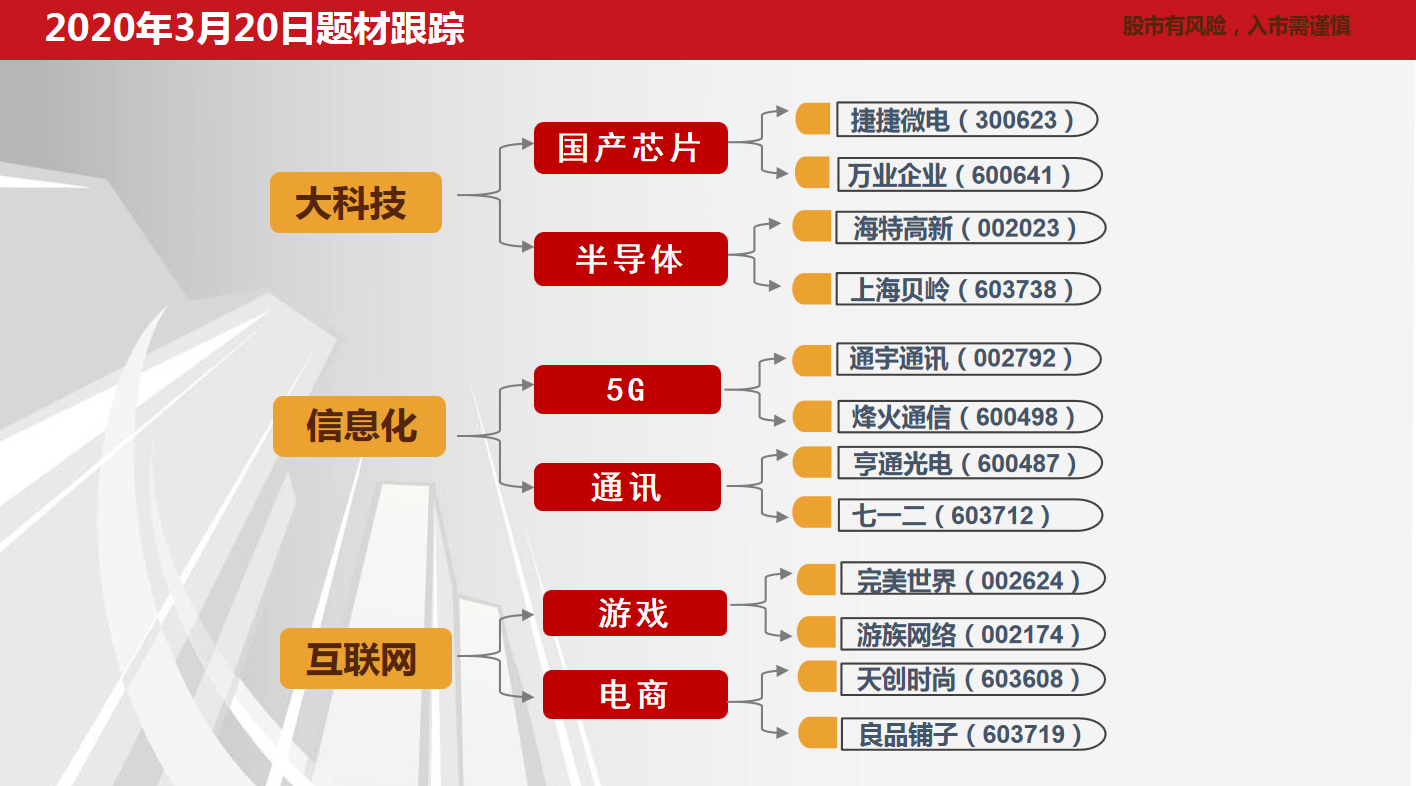 2020年3月20日题材跟踪
股市有风险，入市需谨慎
大科技
国产芯片
捷捷微电（300623）
万业企业（600641）
半导体
海特高新（002023）
上海贝岭（603738）
信息化
5G
通宇通讯（002792）
烽火通信（600498）
通讯
亨通光电（600487）
七一二（603712）
互联网
游戏
完美世界（002624）
游族网络（002174）
电商
天创时尚（603608）
良品铺子（603719）